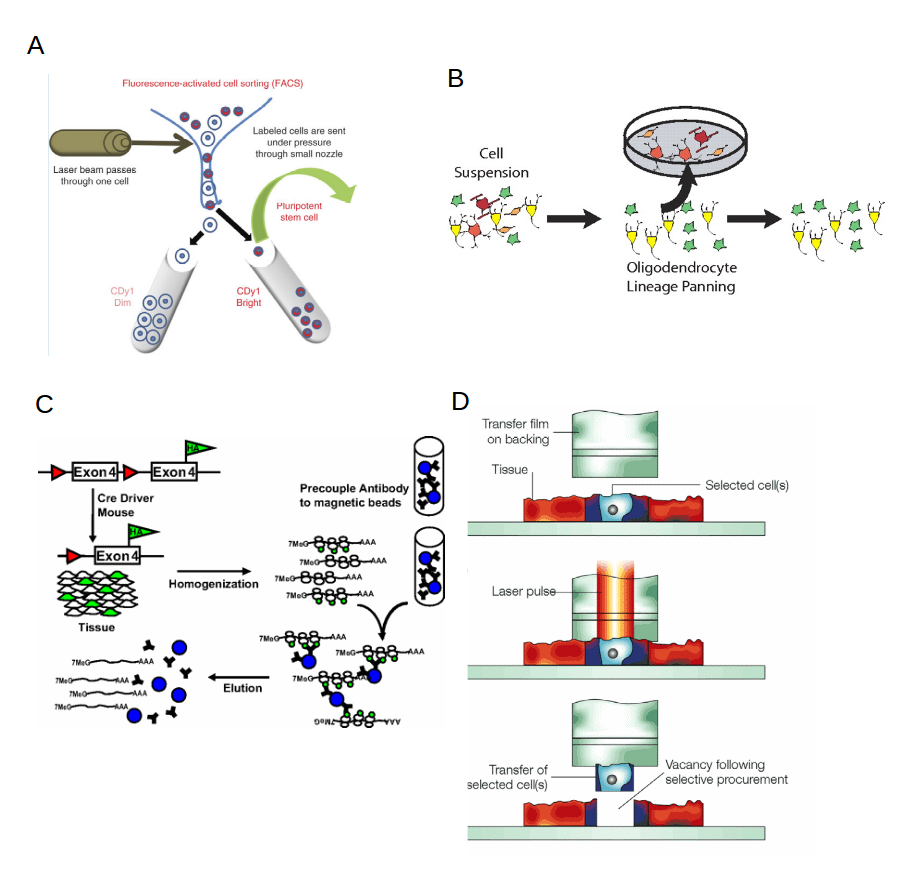 A
Fluorescence-activated cell sorting (FACS)
Labeled cells are sent
under pressure
through small nozzle
Laser beam passes
through one cell
Pluripotent
stem cell
CDy1
Dim
CDy1
Bright
B
Cell
Suspension
Oligodendrocyte
Lineage Panning
C
HA
Exon 4
Exon 4
Cre Driver
Mouse
HA
Exon 4
Tissue
Homogenization
Precouple Antibody
to magnetic beads
7MeG AAA
7MeG AAA
7MeG AAA
7MeG AAA
7MeG AAA
7MeG AAA
7MeG AAA
7MeG AAA
Elution
7MeG AAA
7MeG AAA
7MeG AAA
7MeG AAA
D
Transfer film
on backing
Tissue
Selected cell(s)
Laser pulse
Transfer of
selected cell(s)
Vacancy following
selective procurement